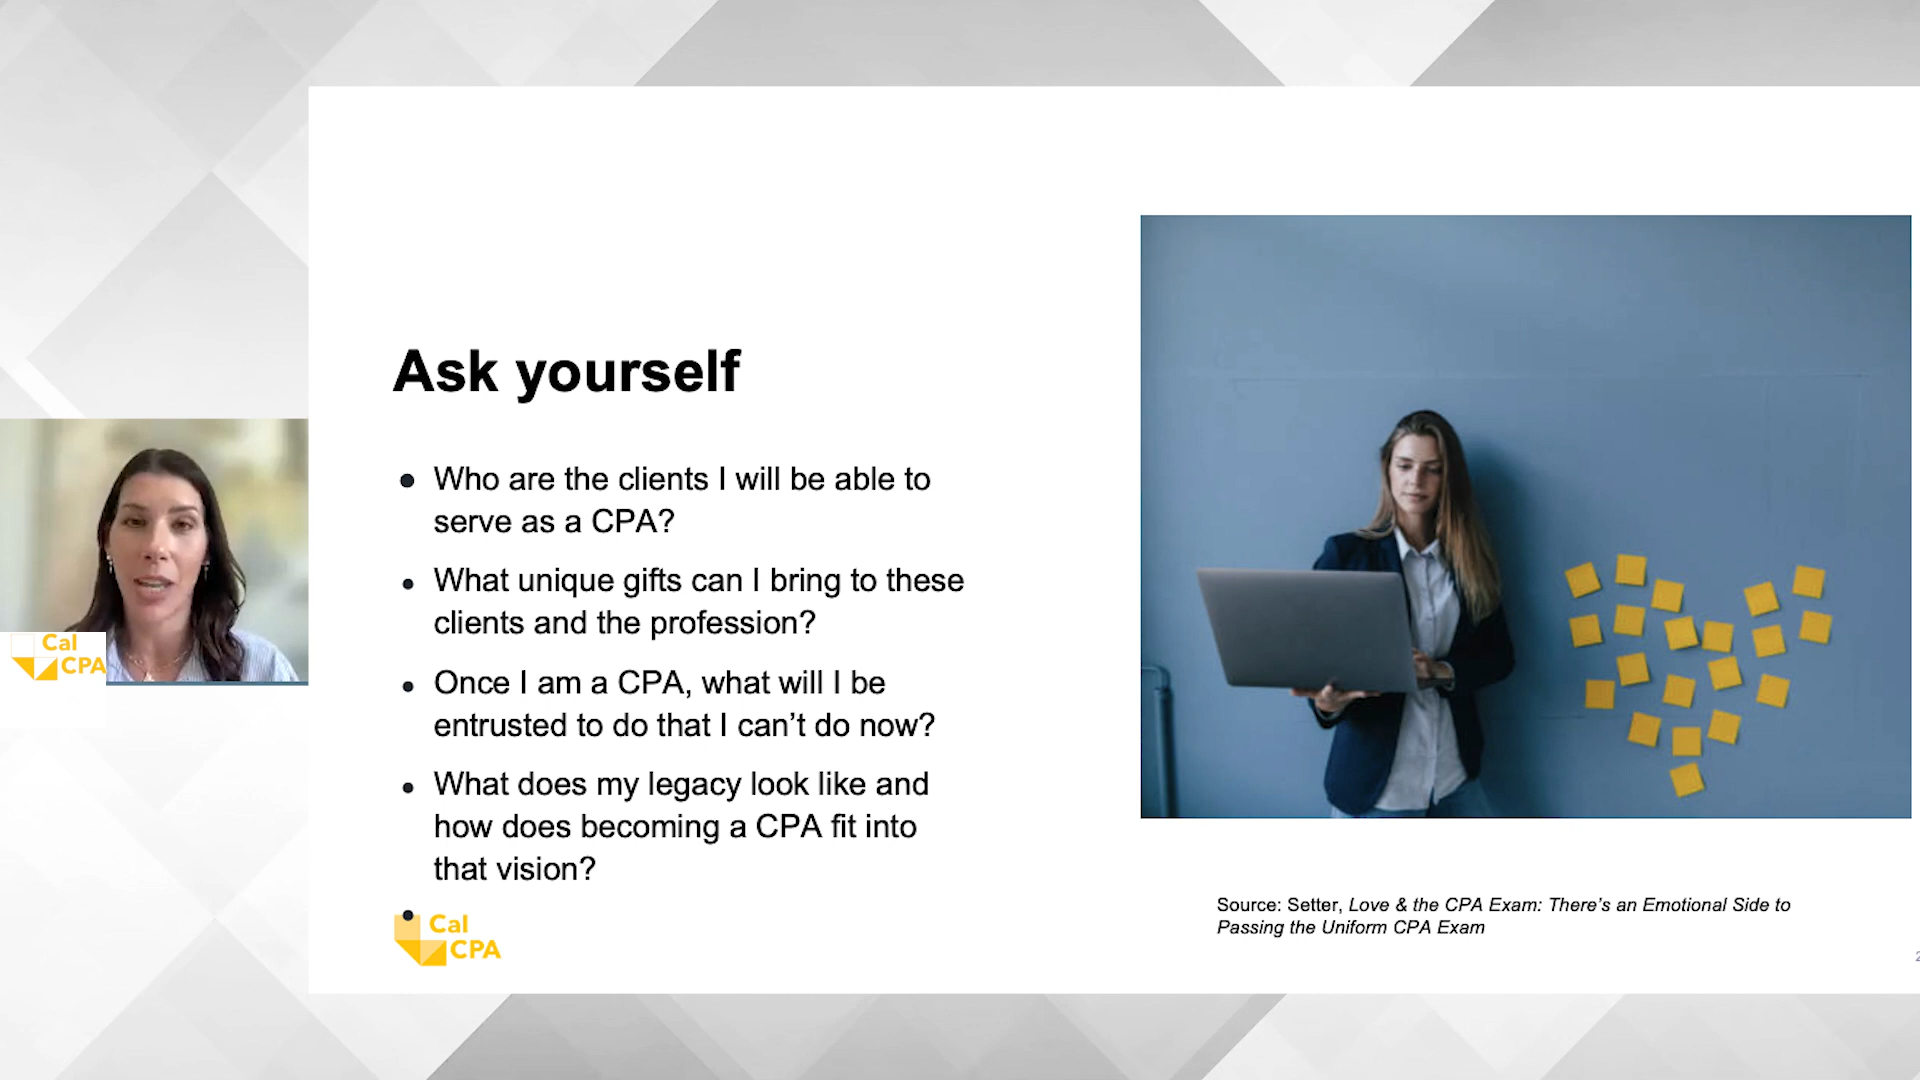 Ask yourself
Who are the clients I will be able to
serve as a CPA?
What unique gifts can I bring to these
clients and the profession?
Once I am a CPA, what will I be
entrusted to do that I can’t do now?
What does my legacy look like and
how does becoming a CPA fit into
that vision?
Cal
CPA
Cal
CPA
Source: Setter, Love & the CPA Exam: There’s an Emotional Side to
Passing the Uniform CPA Exam
2